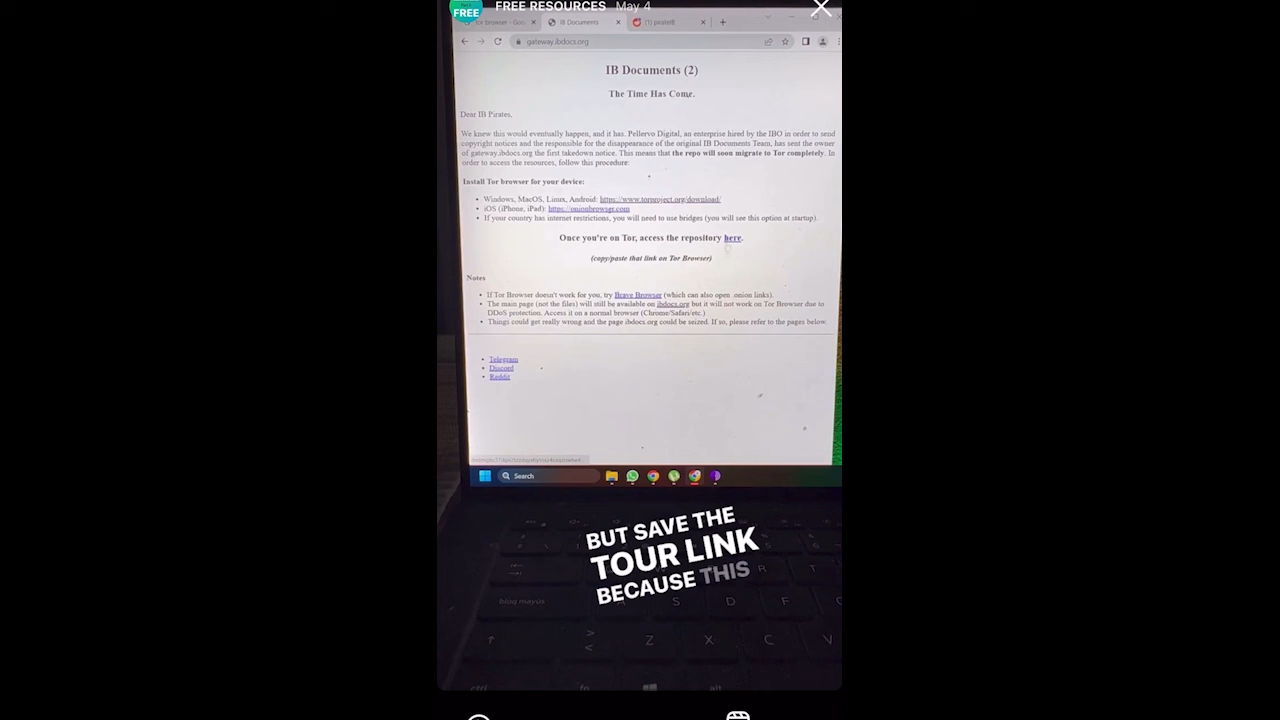 FREE RESOURCES May 4
FREE
IB Documents
(1) pirateIB
gateway.ibdocs.org
IB Documents (2)
The Time Has Come.
Dear IB Pirates,
We knew this would eventually happen, and it has. Pellervo Digital, an enterprise hired by the IBO in order to send
copyright notices and the responsible for the disappearance of the original IB Documents Team, has sent the owner
of gateway.ibdocs.org the first takedown notice. This means that the repo will soon migrate to Tor completely. In
order to access the resources, follow this procedure:
Install Tor browser for your device:
• Windows, MacOS, Linux, Android: https://www.torproject.org/download/
• iOS (iPhone, iPad): https://onionbrowser.com
• If your country has internet restrictions, you will need to use bridges (you will see this option at startup).
Once you're on Tor, access the repository here.
(copy/paste that link on Tor Browser)
Notes
• If Tor Browser doesn't work for you, try Brave Browser (which can also open .onion links).
• The main page (not the files) will still be available on ibdocs.org but it will not work on Tor Browser due to
DDoS protection. Access it on a normal browser (Chrome/Safari/etc.)
• Things could get really wrong and the page ibdocs.org could be seized. If so, please refer to the pages below.
• Telegram
• Discord
• Reddit
Search
BUT SAVE THE
TOUR LINK
BECAUSE THIS
R T
bloq mayús A S D F
Z X C V
ctrl fn alt